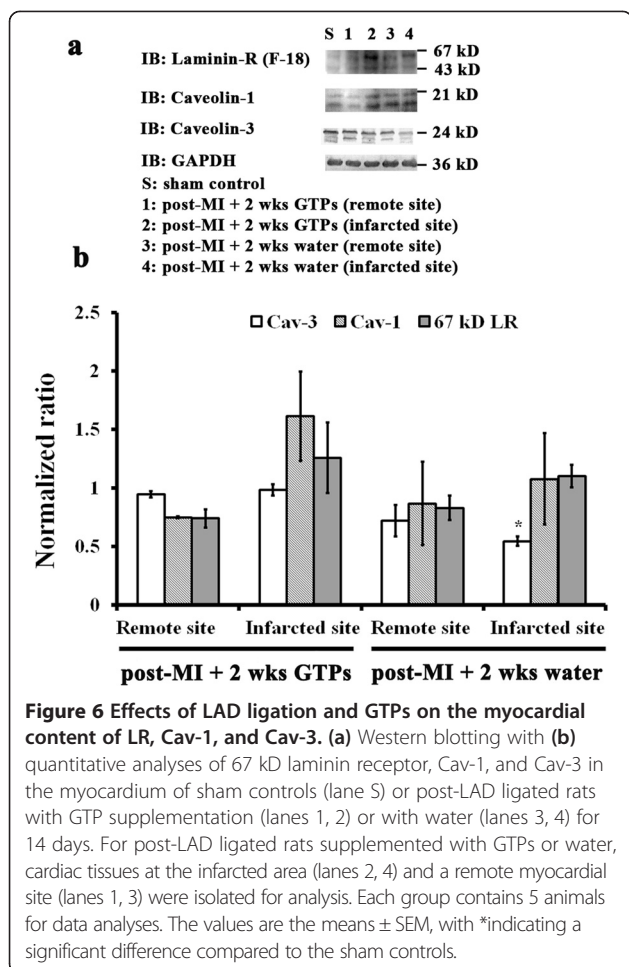 a
S 1 2 3 4
IB: Laminin-R (F-18)
67 kD
43 kD
IB: Caveolin-1
21 kD
IB: Caveolin-3
24 kD
IB: GAPDH
36 kD
S: sham control
1: post-MI + 2 wks GTPs (remote site)
2: post-MI + 2 wks GTPs (infarcted site)
3: post-MI + 2 wks water (remote site)
4: post-MI + 2 wks water (infarcted site)
b
Normalized ratio
2.5
2
1.5
1
0.5
0
Cav-3 Cav-1 67 kD LR
*
Remote site Infarcted site Remote site Infarcted site
post-MI + 2 wks GTPs post-MI + 2 wks water
Figure 6 Effects of LAD ligation and GTPs on the myocardial
content of LR, Cav-1, and Cav-3. (a) Western blotting with (b)
quantitative analyses of 67 kD laminin receptor, Cav-1, and Cav-3 in
the myocardium of sham controls (lane S) or post-LAD ligated rats
with GTP supplementation (lanes 1, 2) or with water (lanes 3, 4) for
14 days. For post-LAD ligated rats supplemented with GTPs or water,
cardiac tissues at the infarcted area (lanes 2, 4) and a remote myocardial
site (lanes 1, 3) were isolated for analysis. Each group contains 5 animals
for data analyses. The values are the means ± SEM, with *indicating a
significant difference compared to the sham controls.